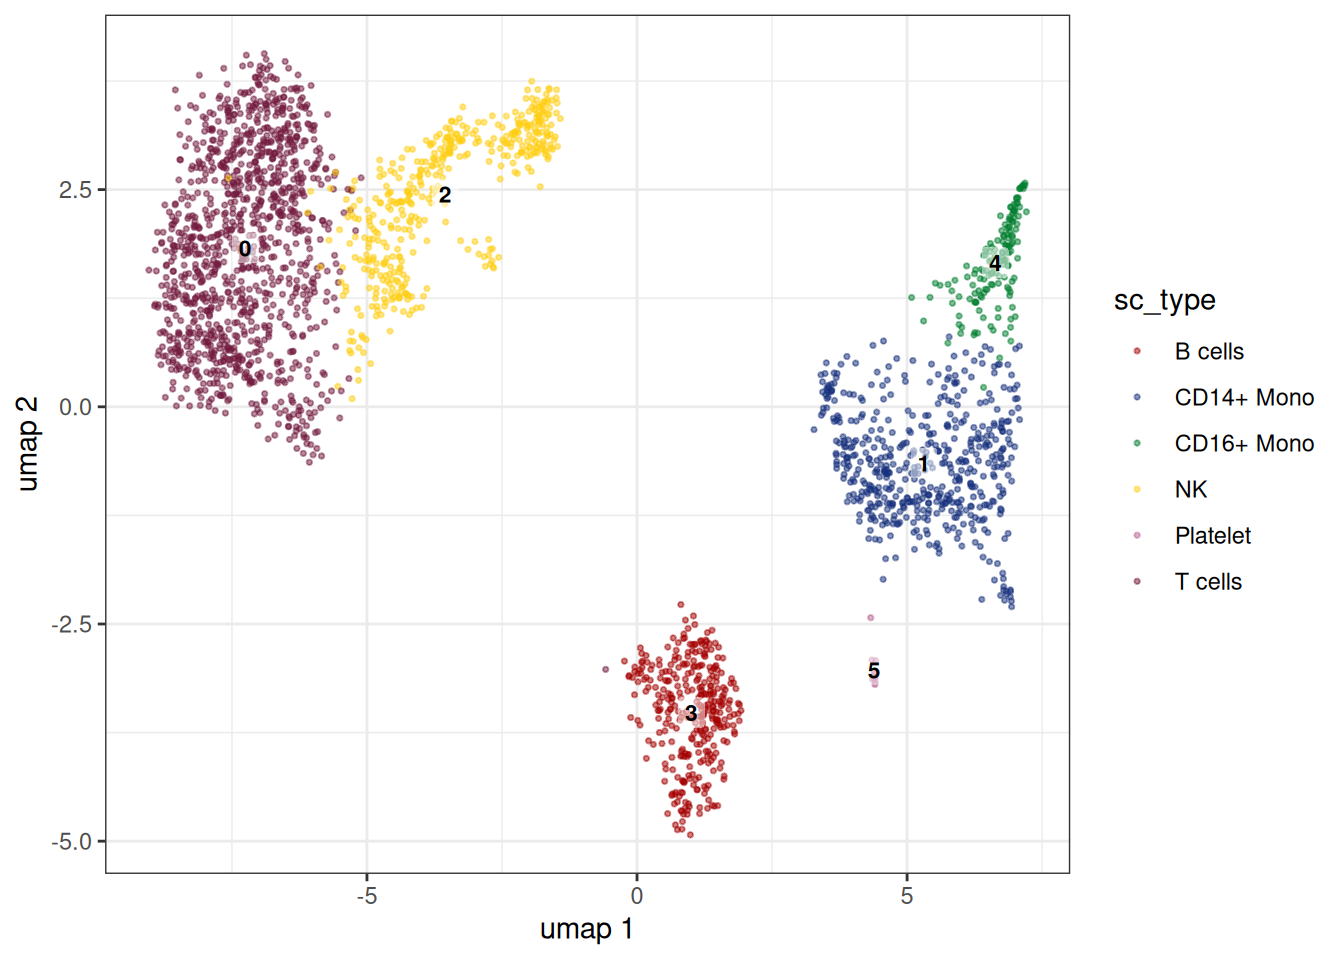 2.5
0.0
-2.5
-5.0
umap 2
0
2
4
1
5
3
-5
0
5
umap 1
sc_type
B cells
CD14+ Mono
CD16+ Mono
NK
Platelet
T cells